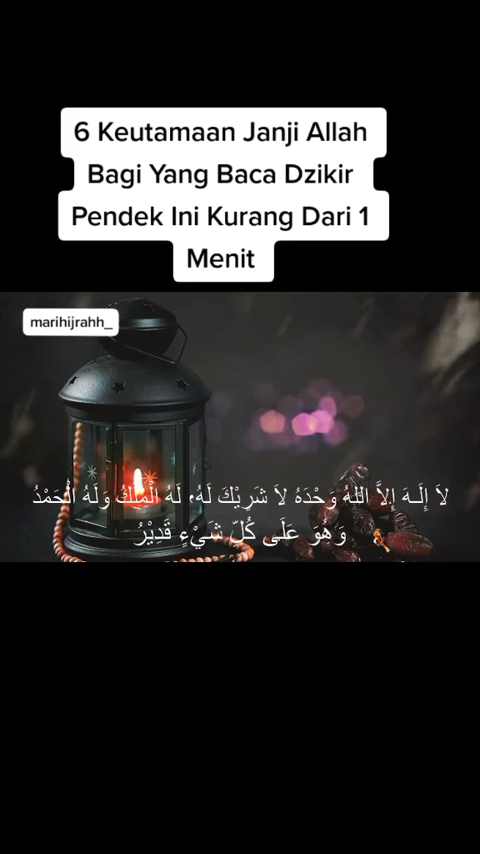 6 Keutamaan Janji Allah
Bagi Yang Baca Dzikir
Pendek Ini Kurang Dari 1
Menit
marihijrahh_
لاَ إِلَـهَ إِلاَّ اللهُ وَحْدَهُ لاَ شَرِيْكَ لَهُ، لَهُ الْمُلْكُ وَلَهُ الْحَمْدُ
وَهُوَ عَلَى كُلِّ شَيْءٍ قَدِيْرُ